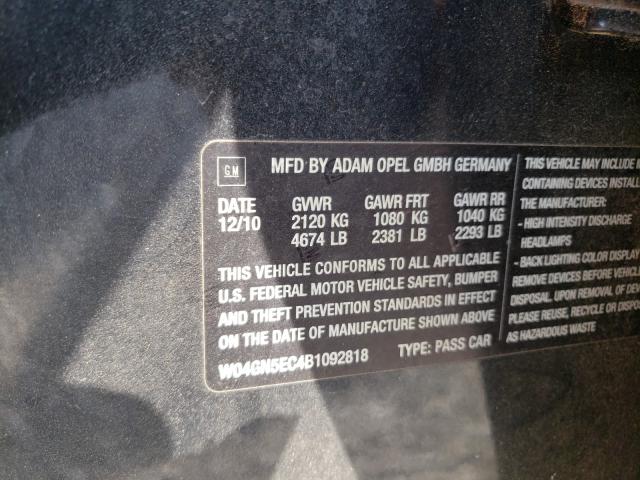 GM
MFD BY ADAM OPEL GMBH GERMANY
DATE GVWR GAWR FRT GAWR RR
12/10 2120 KG 1080 KG 1040 KG
4674 LB 2381 LB 2293 LB
THIS VEHICLE CONFORMS TO ALL APPLICABLE
U.S. FEDERAL MOTOR VEHICLE SAFETY, BUMPER
AND THEFT PREVENTION STANDARDS IN EFFECT
ON THE DATE OF MANUFACTURE SHOWN ABOVE
W04GN5EC4B1092818 TYPE: PASS CAR
THIS VEHICLE MAY INCLUDE
CONTAINING DEVICES INSTALL
THE MANUFACTURER:
- HIGH INTENSITY DISCHARGE
HEADLAMPS
- BACK LIGHTING COLOR DISPLAY
REMOVE DEVICES BEFORE VEHIC
DISPOSAL. UPON REMOVAL OF DEV
PLEASE REUSE, RECYCLE OR DISPO
AS HAZARDOUS WASTE